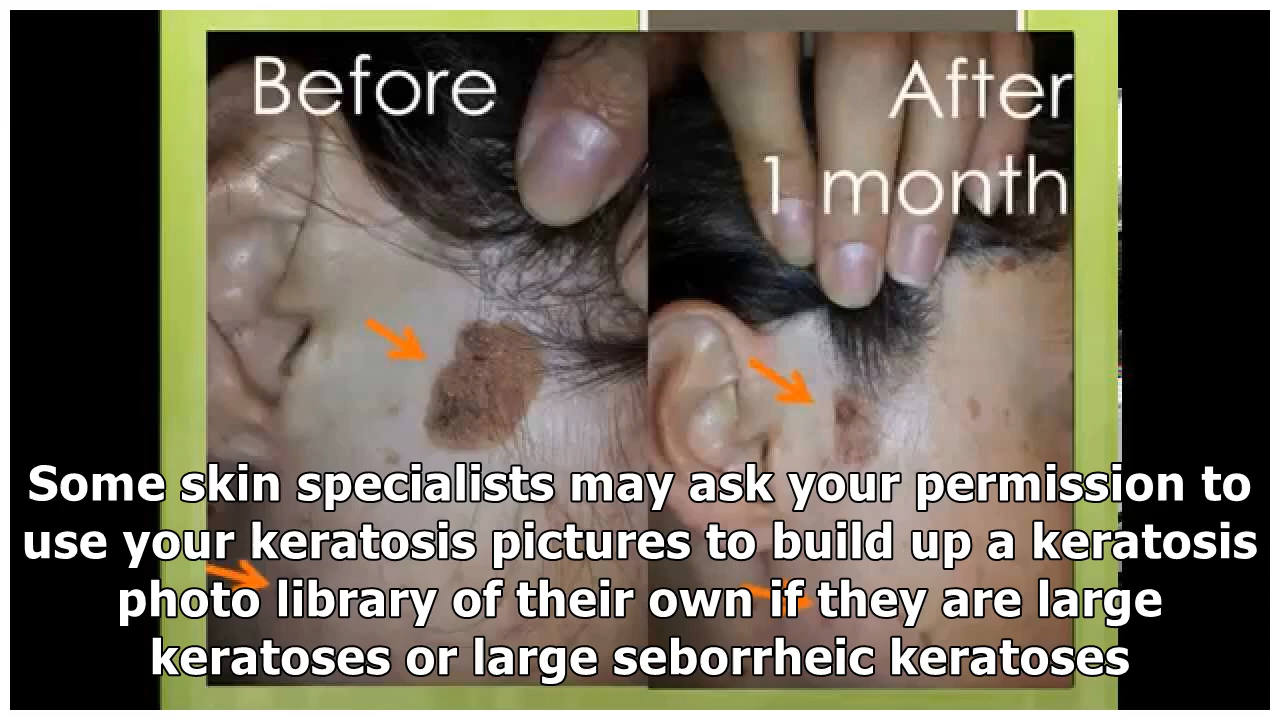 Before
After
1 month
Some skin specialists may ask your permission to
use your keratosis pictures to build up a keratosis
photo library of their own if they are large
keratoses or large seborrheic keratoses